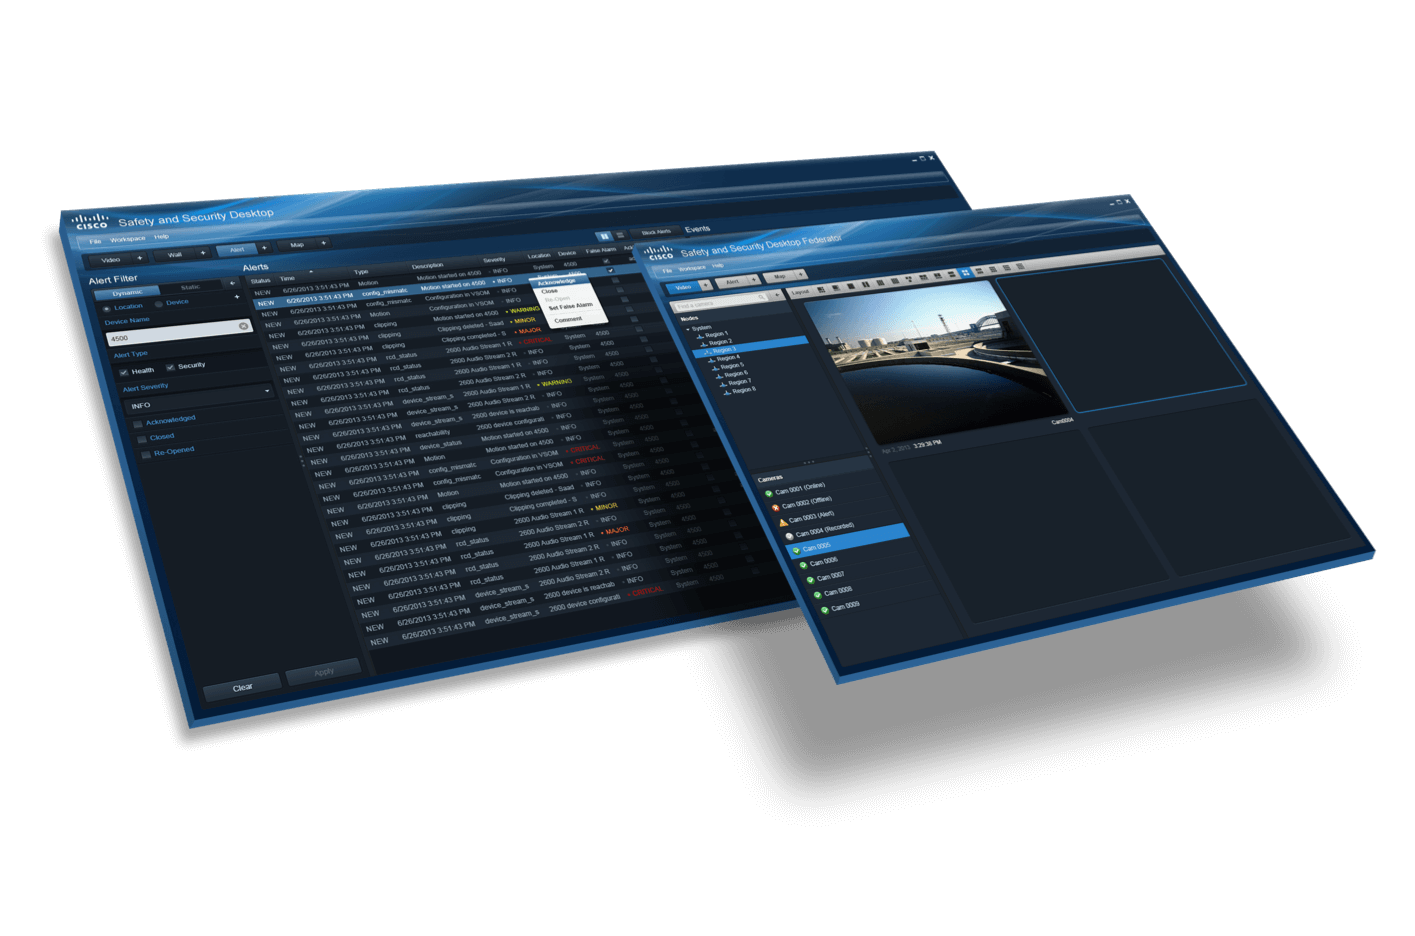 CISCO Safety and Security Desktop
File Workspace Help
Video + Wall + Alert + Map +
Block Alerts Events
Alert Filter
Dynamic Static
Location Device +
Device Name
4500
Alert Type
Health Security
Alert Severity
INFO
Acknowledged
Closed
Re-Opened
Clear Apply
Alerts
Status Time Type Description Severity Location Device False Alarm
NEW 6/26/2013 3:51:43 PM Motion Motion started on 4500 INFO System 4500
NEW 6/26/2013 3:51:43 PM config_mismatc Motion started on 4500 INFO
NEW 6/26/2013 3:51:43 PM config_mismatc Configuration in VSOM INFO
NEW 6/26/2013 3:51:43 PM Motion Configuration in VSOM WARNING
NEW 6/26/2013 3:51:43 PM clipping Motion started on 4500 MINOR
NEW 6/26/2013 3:51:43 PM clipping Clipping deleted - Saad MAJOR
NEW 6/26/2013 3:51:43 PM clipping Clipping completed - S CRITICAL System 4500
NEW 6/26/2013 3:51:43 PM rcd_status 2600 Audio Stream 1 R INFO System 4500
NEW 6/26/2013 3:51:43 PM rcd_status 2600 Audio Stream 2 R INFO System 4500
NEW 6/26/2013 3:51:43 PM rcd_status 2600 Audio Stream 2 R INFO System 4500
NEW 6/26/2013 3:51:43 PM device_stream_s 2600 Audio Stream 1 R WARNING System 4500
NEW 6/26/2013 3:51:43 PM device_stream_s 2600 Audio Stream 2 R INFO System 4500
NEW 6/26/2013 3:51:43 PM device_stream_s 2600 device is reachab INFO System 4500
NEW 6/26/2013 3:51:43 PM reachability 2600 device configurati INFO System 4500
NEW 6/26/2013 3:51:43 PM device_status Motion started on 4500 INFO System 4500
NEW 6/26/2013 3:51:43 PM Motion Motion started on 4500 CRITICAL System 4500
NEW 6/26/2013 3:51:43 PM config_mismatc Configuration in VSOM CRITICAL System 4500
NEW 6/26/2013 3:51:43 PM config_mismatc Configuration in VSOM INFO System 4500
NEW 6/26/2013 3:51:43 PM Motion Motion started on 4500 INFO System 4500
NEW 6/26/2013 3:51:43 PM clipping Clipping deleted - Saad INFO System 4500
NEW 6/26/2013 3:51:43 PM clipping Clipping completed - S MINOR System 4500
NEW 6/26/2013 3:51:43 PM clipping 2600 Audio Stream 1 R INFO System 4500
NEW 6/26/2013 3:51:43 PM rcd_status 2600 Audio Stream 2 R MAJOR System 4500
NEW 6/26/2013 3:51:43 PM rcd_status 2600 Audio Stream 1 R INFO System 4500
NEW 6/26/2013 3:51:43 PM rcd_status 2600 Audio Stream 2 R INFO System 4500
NEW 6/26/2013 3:51:43 PM device_stream_s 2600 Audio Stream 2 R INFO System 4500
NEW 6/26/2013 3:51:43 PM device_stream_s 2600 device is reachab INFO System 4500
NEW 6/26/2013 3:51:43 PM device_stream_s 2600 device configurati CRITICAL System 4500
Acknowledge
Close
Re-Open
Set False Alarm
Comment
CISCO Safety and Security Desktop Federator
File Workspace Help
Video + Alert + Map +
Find a camera
Layout
Nodes
System
Region 1
Region 2
Region 3
Region 4
Region 5
Region 6
Region 7
Region 8
Apr 2, 2013 3:29:36 PM Cam0004
Cameras
Cam 0001 (Online)
Cam 0002 (Offline)
Cam 0003 (Alert)
Cam 0004 (Recorded)
Cam 0005
Cam 0006
Cam 0007
Cam 0008
Cam 0009